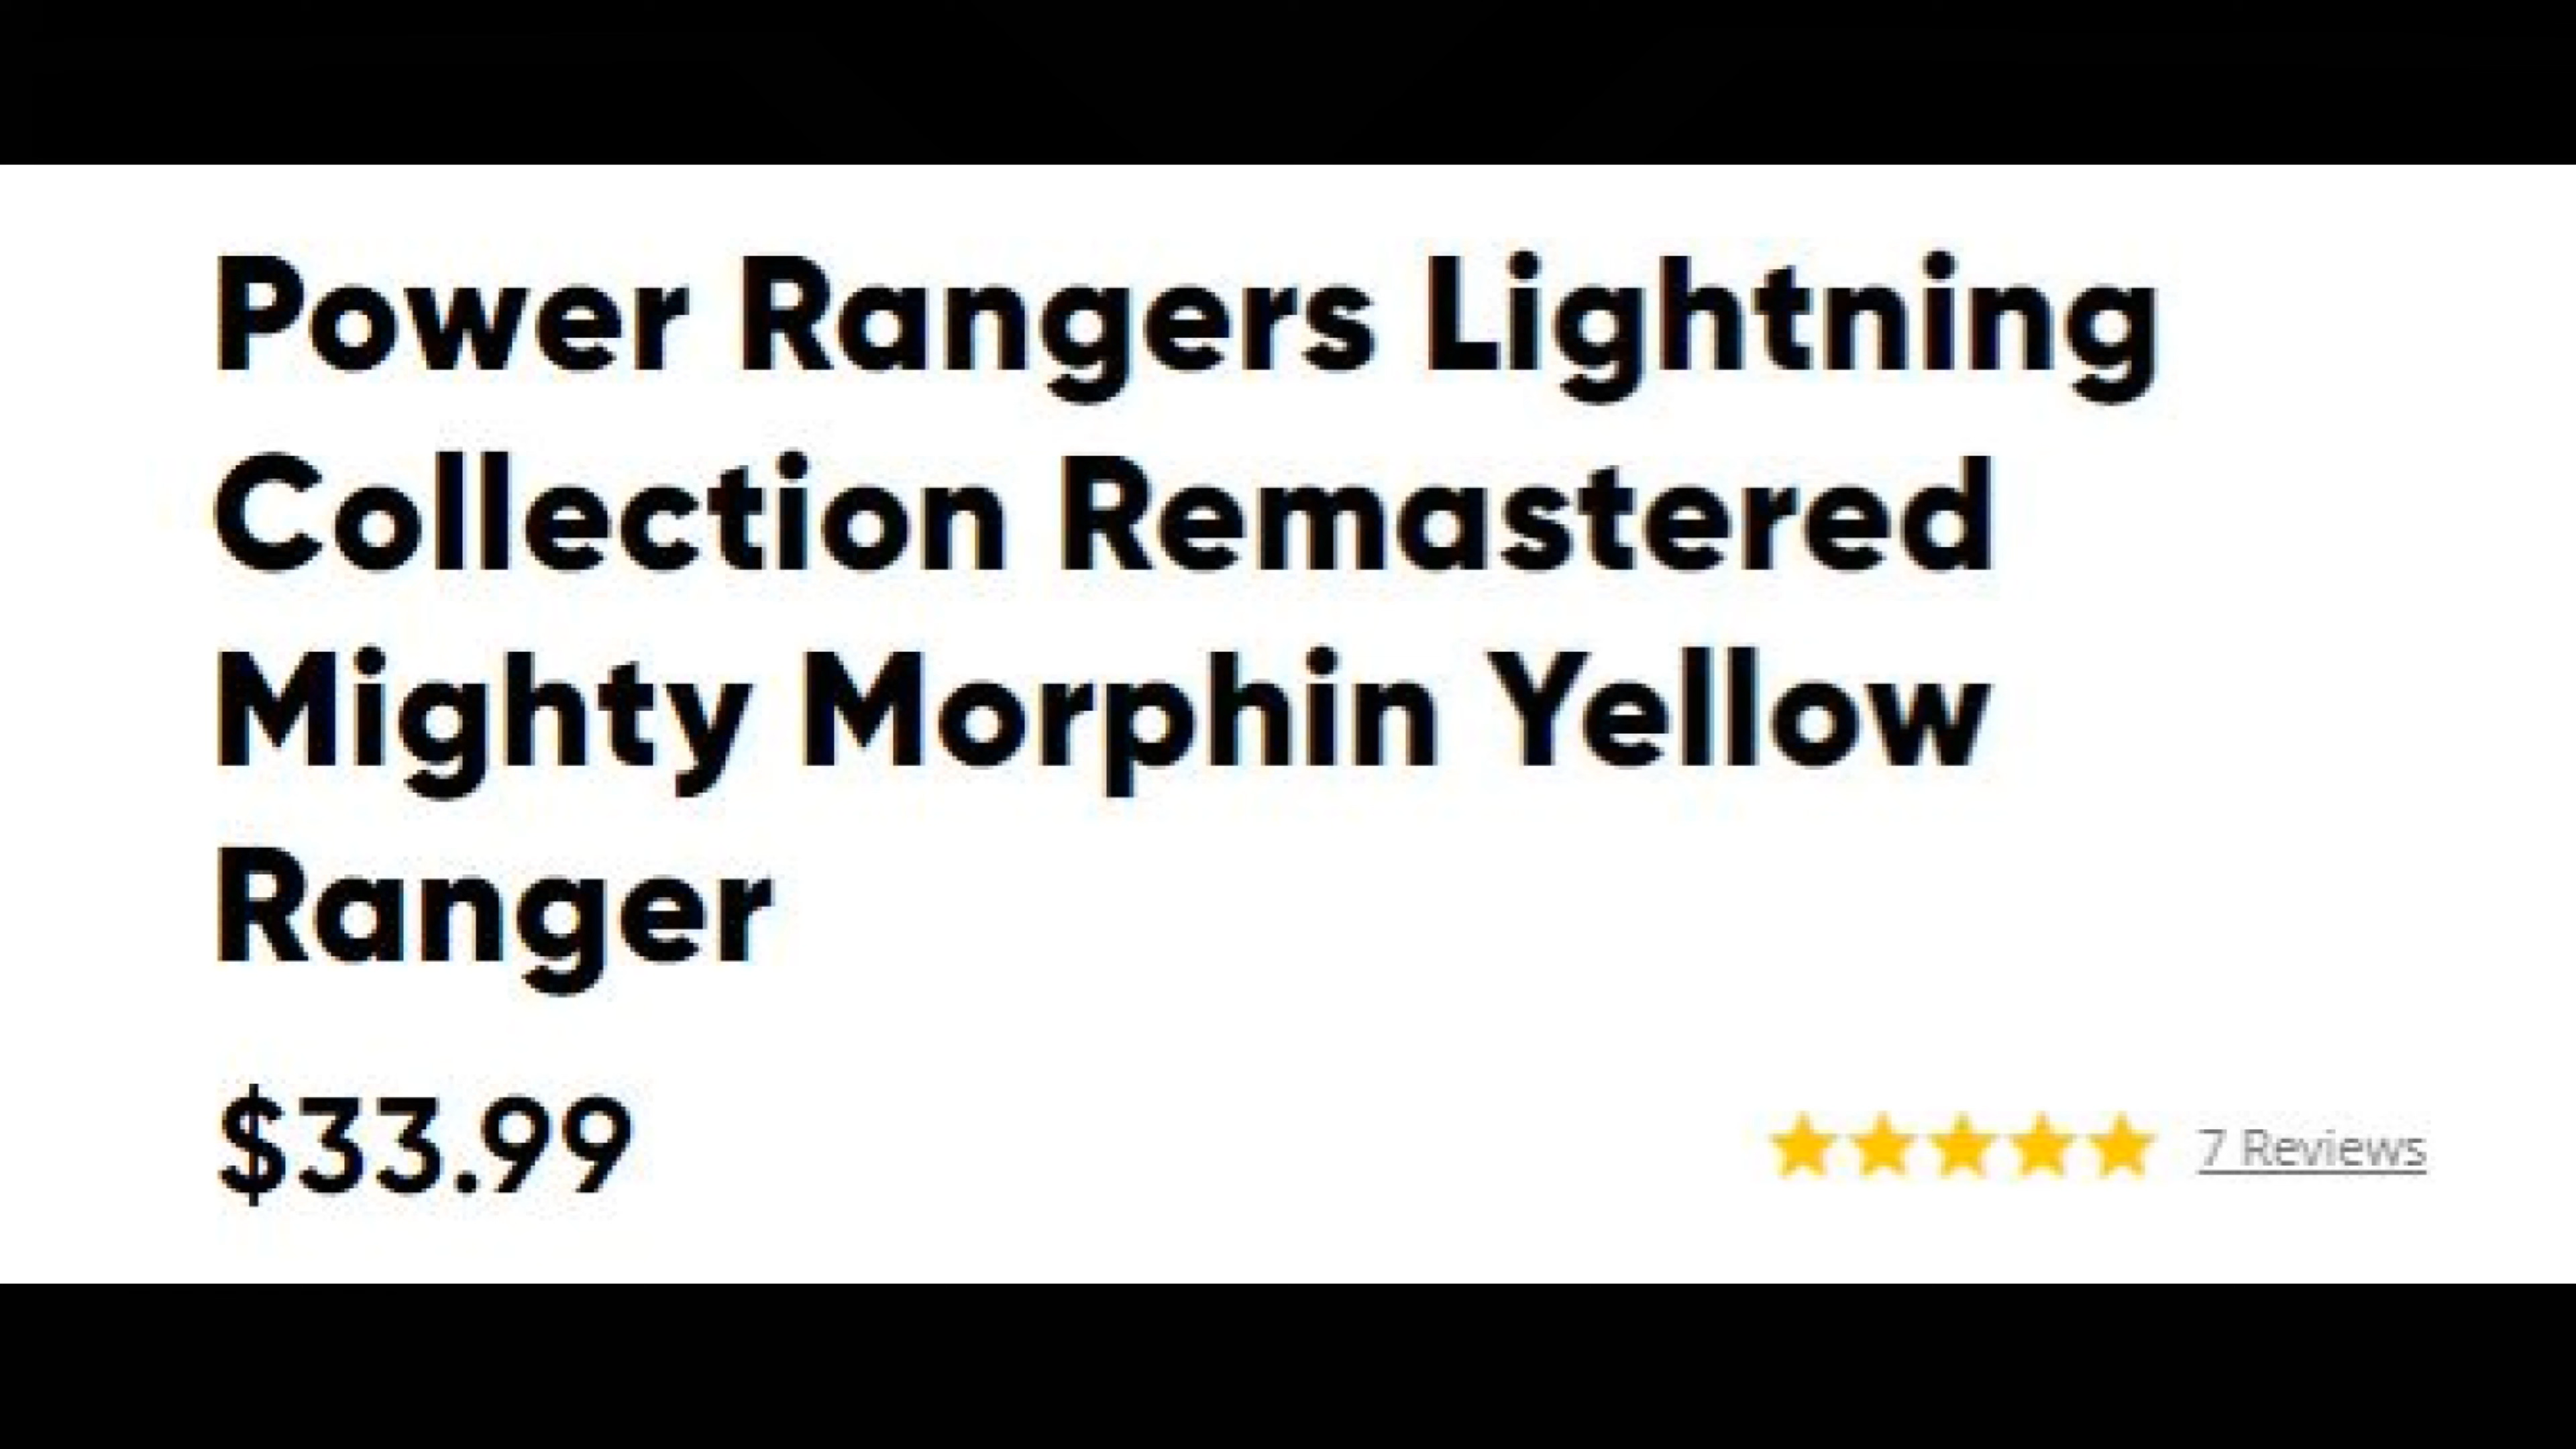 Power Rangers Lightning
Collection Remastered
Mighty Morphin Yellow
Ranger
$33.99
7 Reviews